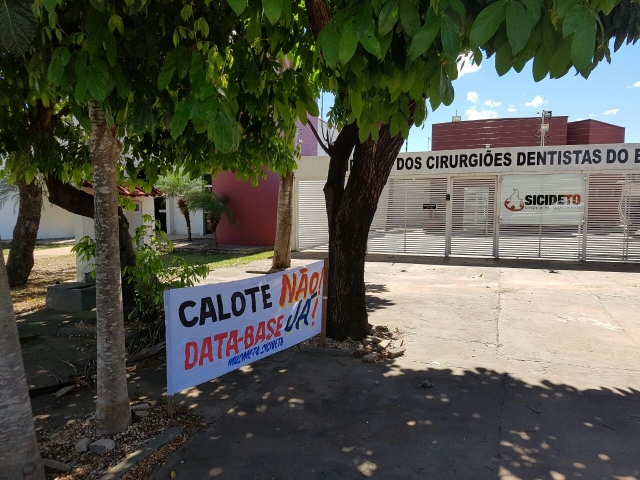 DOS CIRURGIÕES DENTISTAS DO E
SICIDETO
CALOTE NÃO!
DATA-BASE JÁ!